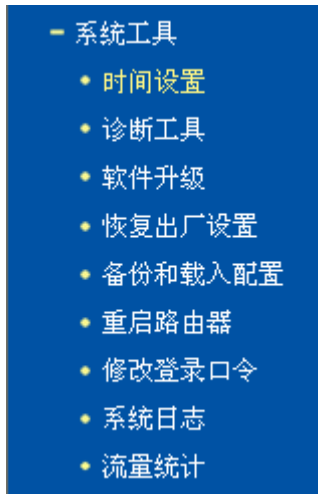 系统工具
时间设置
诊断工具
软件升级
恢复出厂设置
备份和载入配置
重启路由器
修改登录口令
系统日志
流量统计